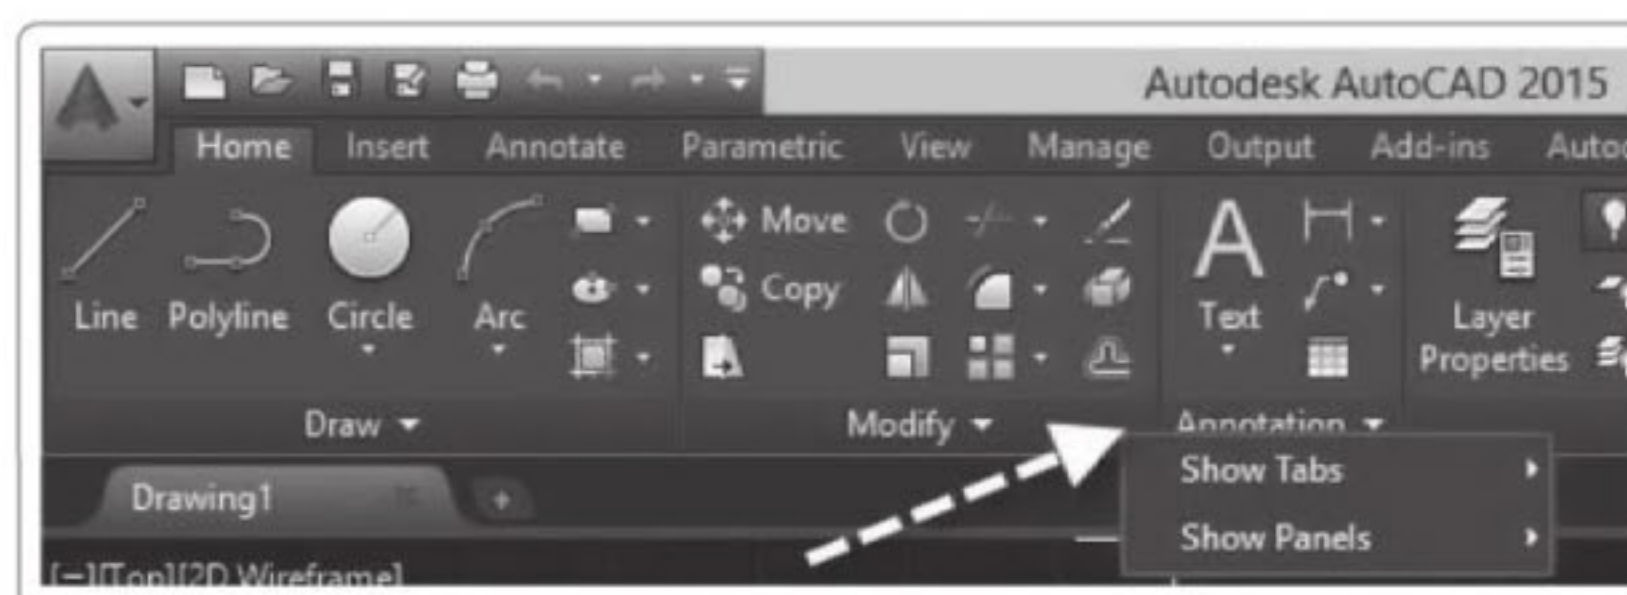 Autodesk AutoCAD 2015
Home Insert Annotate Parametric View Manage Output Add-ins Autod
Line Polyline Circle Arc
Move
Copy
Text
Layer
Properties
Draw Modify Annotation
Show Tabs
Show Panels
Drawing1
[−][Top][2D Wireframe]